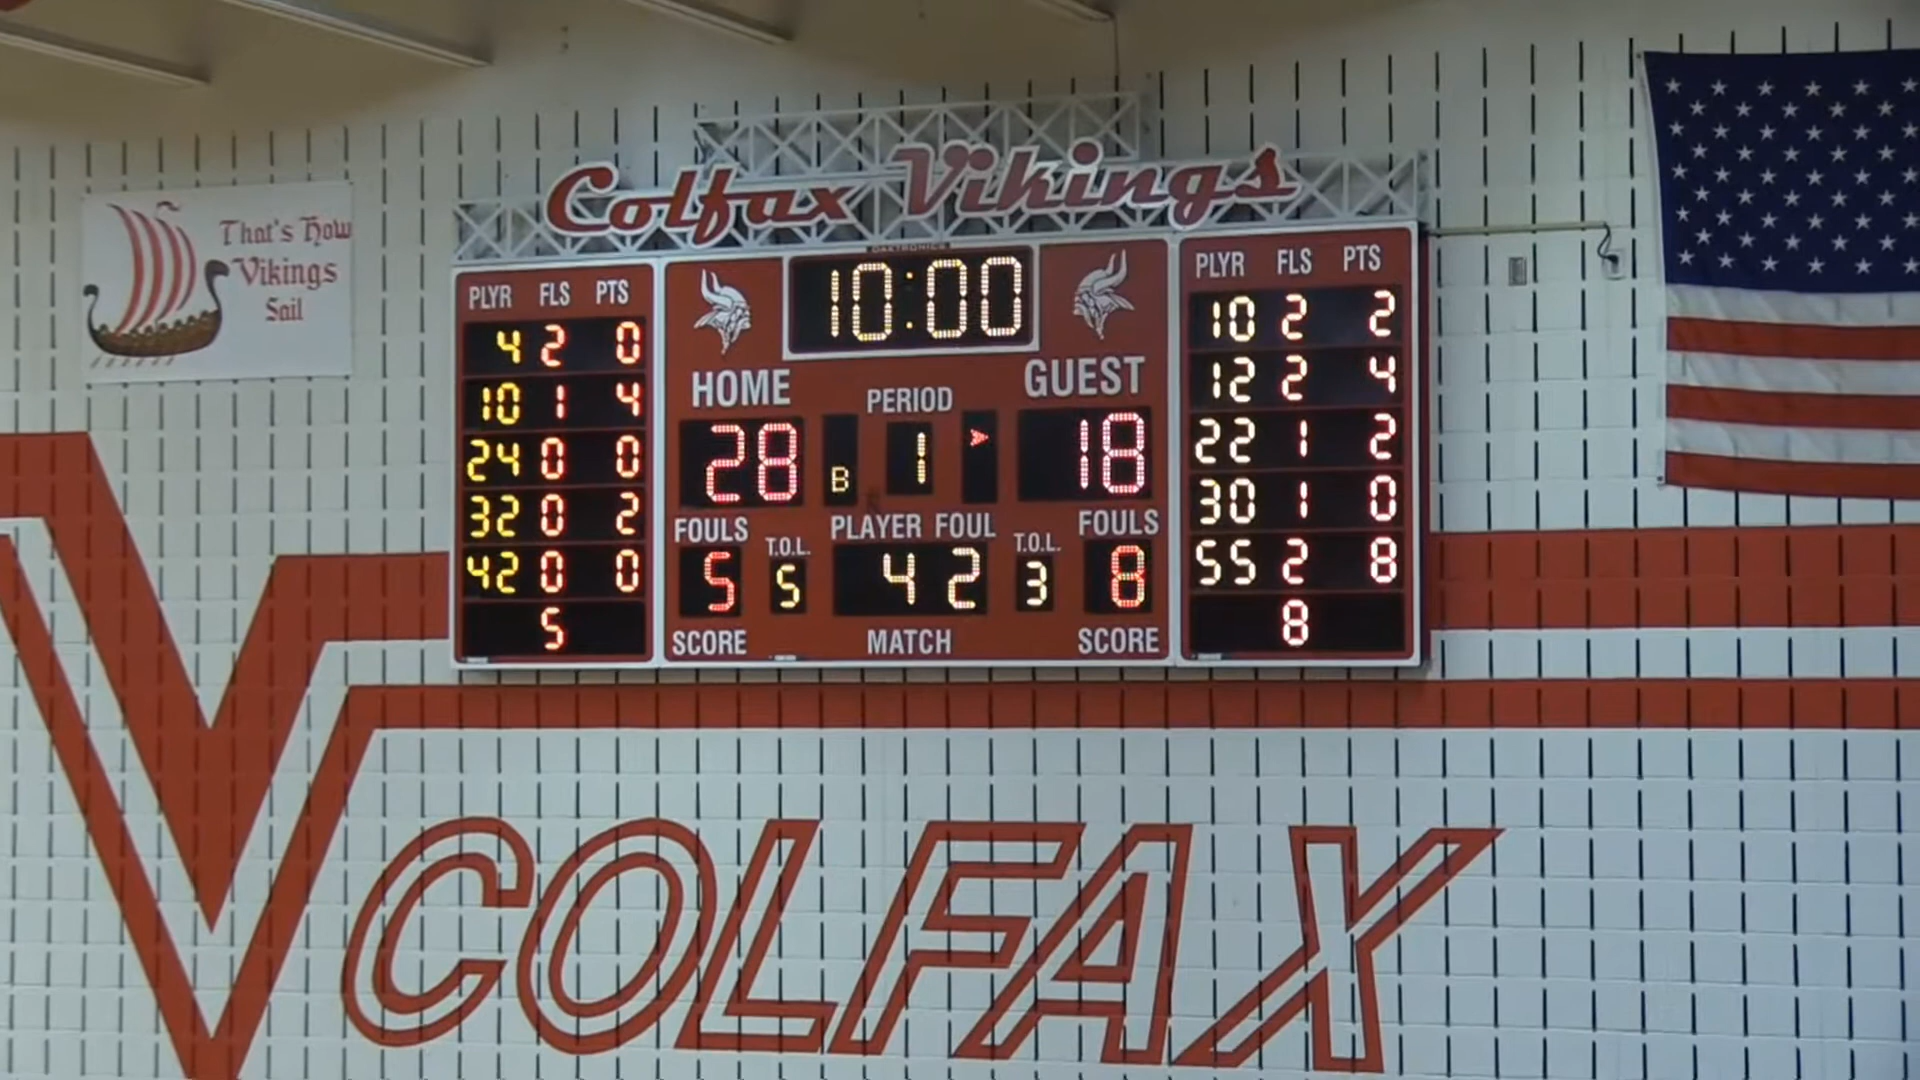 Colfax Vikings
That's How
Vikings
Sail
DAKTRONICS
10:00
PLYR FLS PTS
4 2 0
10 1 4
24 0 0
32 0 2
42 0 0
5
HOME
PERIOD
GUEST
28
B
1
18
FOULS
T.O.L.
PLAYER FOUL
T.O.L.
FOULS
5
5
4 2
3
8
SCORE
MATCH
SCORE
PLYR FLS PTS
10 2 2
12 2 4
22 1 2
30 1 0
55 2 8
8
V
COLFAX